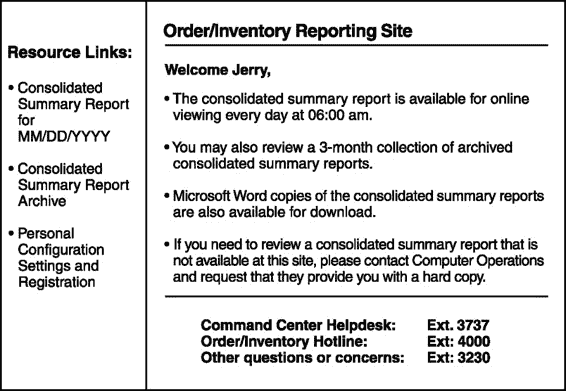 Resource Links:
• Consolidated
Summary Report
for
MM/DD/YYYY
• Consolidated
Summary Report
Archive
• Personal
Configuration
Settings and
Registration
Order/Inventory Reporting Site
Welcome Jerry,
• The consolidated summary report is available for online
viewing every day at 06:00 am.
• You may also review a 3-month collection of archived
consolidated summary reports.
• Microsoft Word copies of the consolidated summary reports
are also available for download.
• If you need to review a consolidated summary report that is
not available at this site, please contact Computer Operations
and request that they provide you with a hard copy.
Command Center Helpdesk: Ext. 3737
Order/Inventory Hotline: Ext: 4000
Other questions or concerns: Ext: 3230